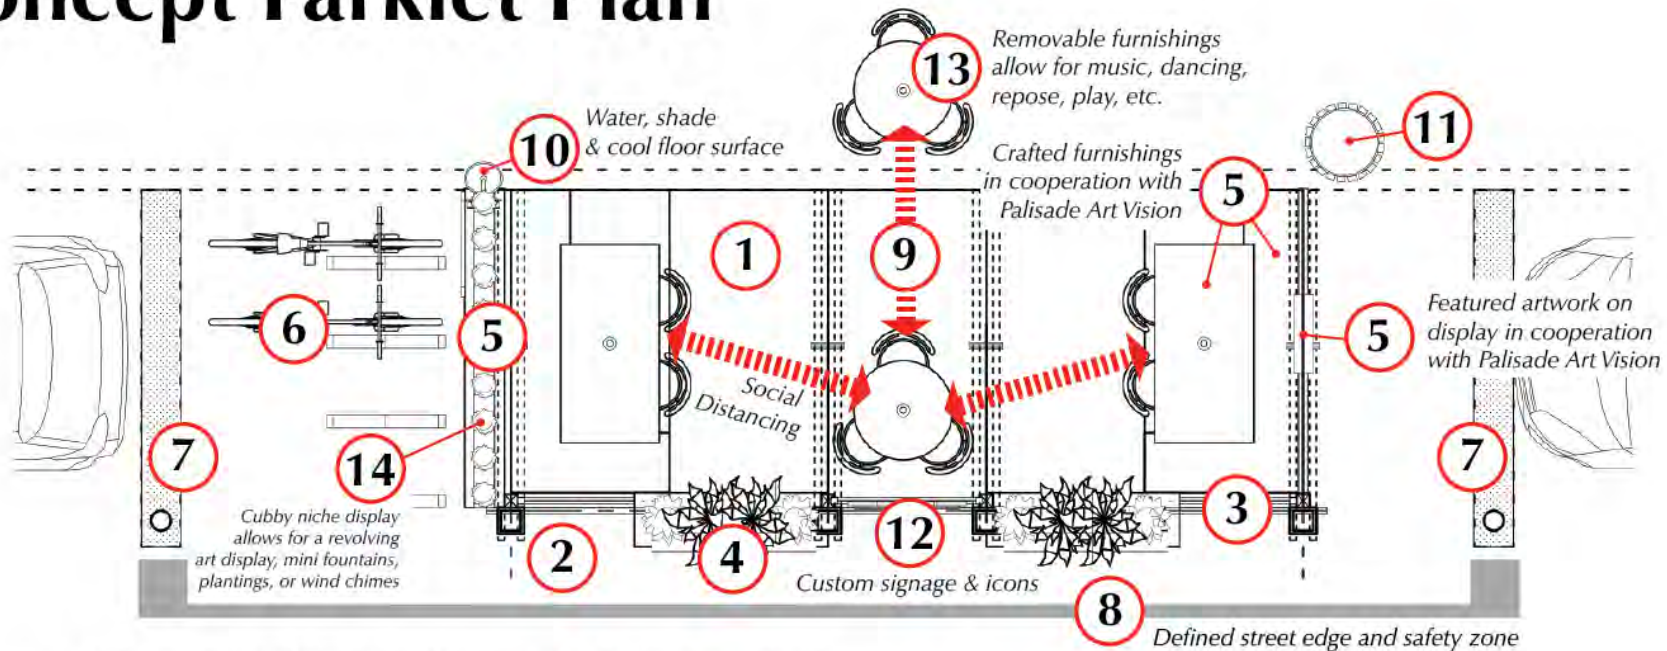 oncept Parklet Plan
13
Removable furnishings
allow for music, dancing,
repose, play, etc.
10
Water, shade
& cool floor surface
11
Crafted furnishings
in cooperation with
Palisade Art Vision
5
1
9
6
5
5
Featured artwork on
display in cooperation
with Palisade Art Vision
Social
Distancing
7
14
7
Cubby niche display
allows for a revolving
art display, mini fountains,
plantings, or wind chimes
2
4
12
3
Custom signage & icons
8
Defined street edge and safety zone